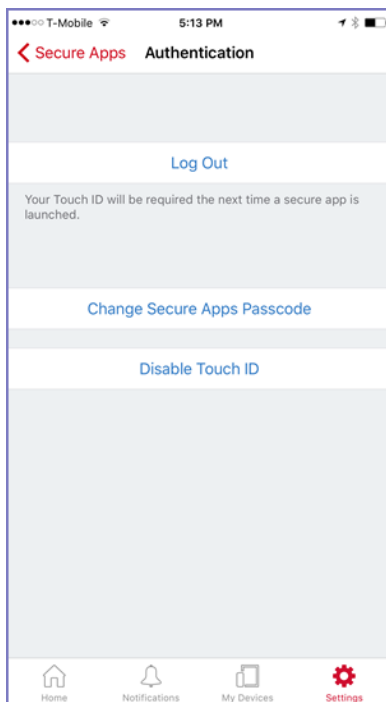 T-Mobile 5:13 PM
Secure Apps Authentication
Log Out
Your Touch ID will be required the next time a secure app is
launched.
Change Secure Apps Passcode
Disable Touch ID
Home Notifications My Devices Settings